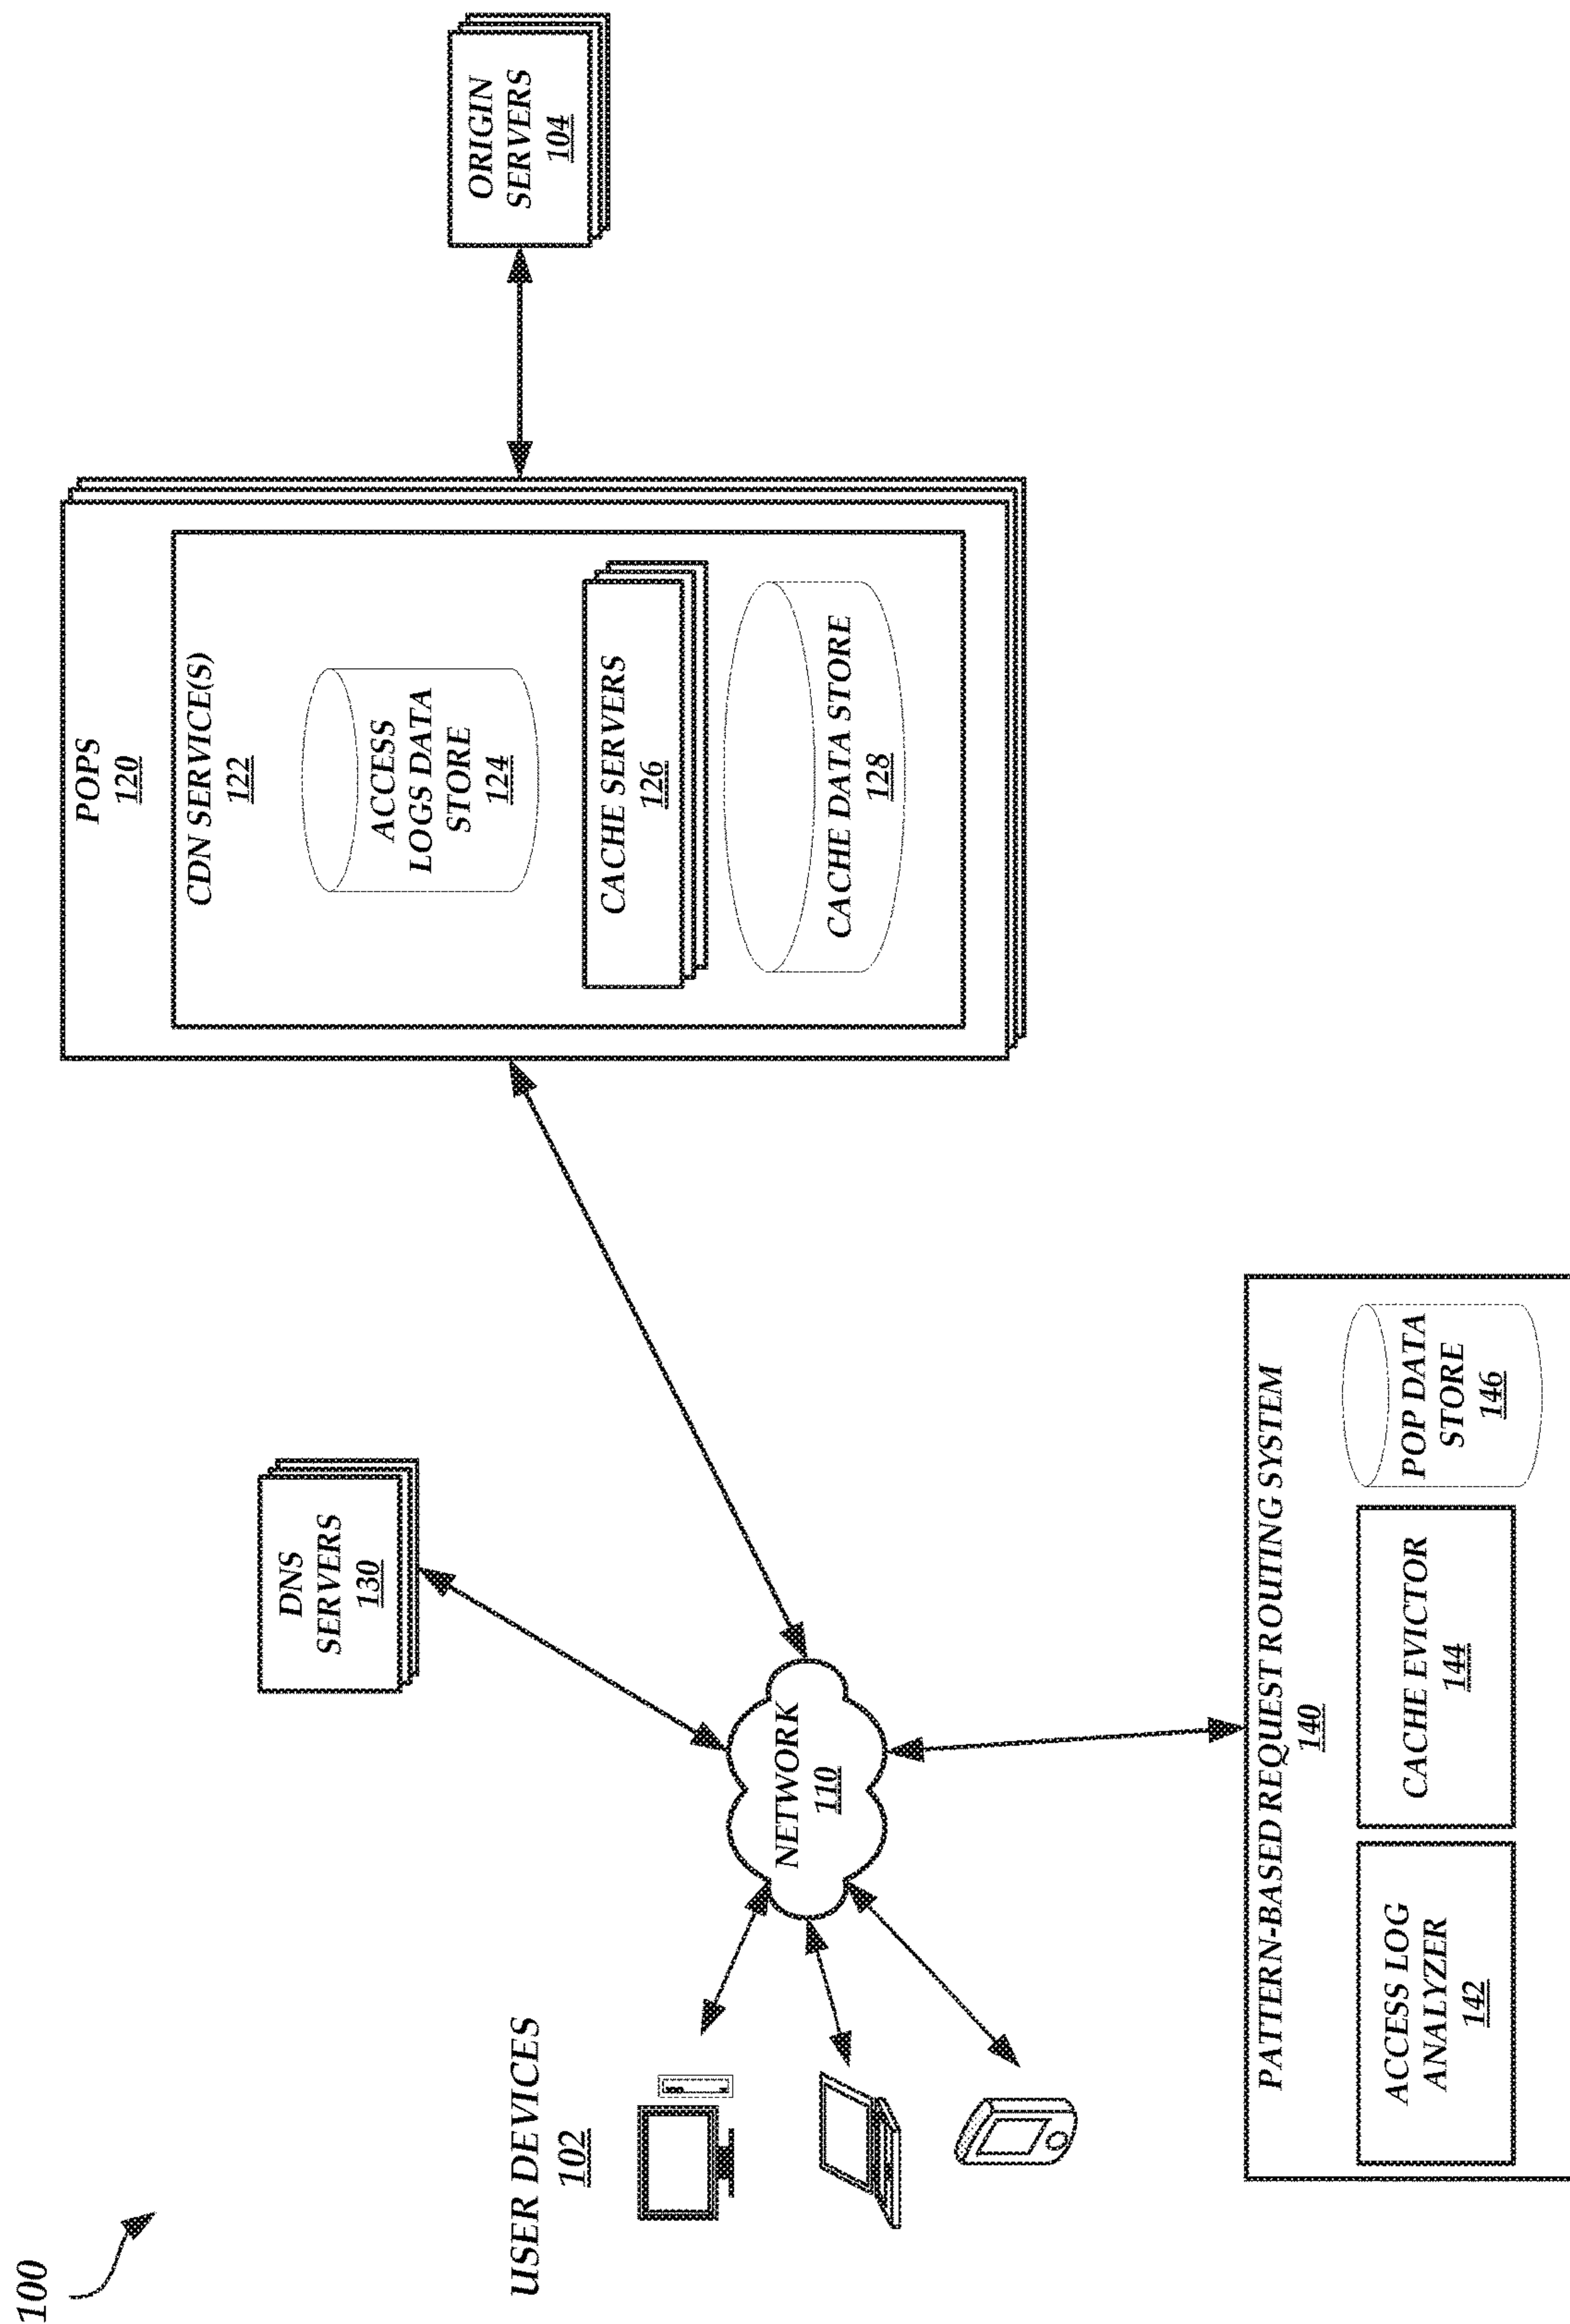 100
USER DEVICES
102
NETWORK
110
DNS
SERVERS
130
POPS
120
CDN SERVICE(S)
122
ACCESS
LOGS DATA
STORE
124
CACHE SERVERS
126
CACHE DATA STORE
128
ORIGIN
SERVERS
104
PATTERN-BASED REQUEST ROUTING SYSTEM
140
ACCESS LOG
ANALYZER
142
CACHE EVICTOR
144
POP DATA
STORE
146